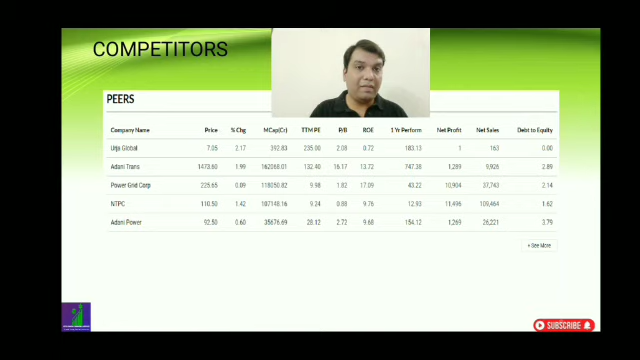 COMPETITORS
PEERS
Company Name Price % Chg MCap(Cr) TTM PE P/B ROE 1 Yr Perform Net Profit Net Sales Debt to Equity
Urja Global 7.05 2.17 392.83 235.00 2.08 0.72 183.13 1 163 0.00
Adani Trans 1473.60 1.99 162068.01 132.40 16.17 13.72 747.38 1,289 9,926 2.89
Power Grid Corp 225.65 0.09 118050.82 9.98 1.82 17.09 43.22 10,904 37,743 2.14
NTPC 110.50 1.42 107148.16 9.24 0.88 9.76 12.93 11,496 109,464 1.62
Adani Power 92.50 0.60 35676.69 28.12 2.72 9.68 154.12 1,269 26,221 3.79
+ See More
SUBSCRIBE